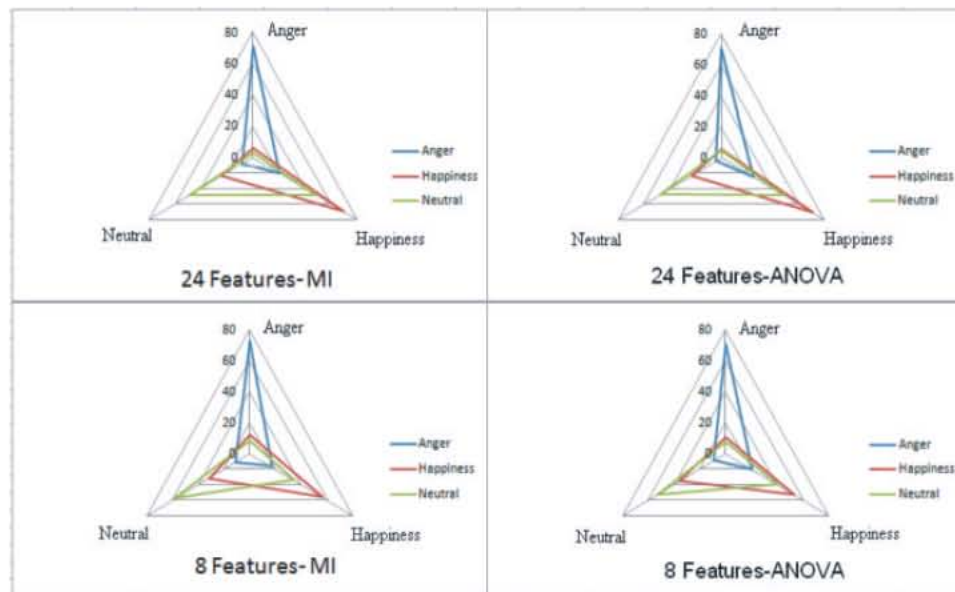 Anger
80
60
40
20
0
Anger
Happiness
Neutral
Neutral
Happiness
24 Features-MI
Anger
80
60
40
20
0
Anger
Happiness
Neutral
Neutral
Happiness
24 Features-ANOVA
Anger
80
60
40
20
0
Anger
Happiness
Neutral
Neutral
Happiness
8 Features-MI
Anger
80
60
40
20
0
Anger
Happiness
Neutral
Neutral
Happiness
8 Features-ANOVA